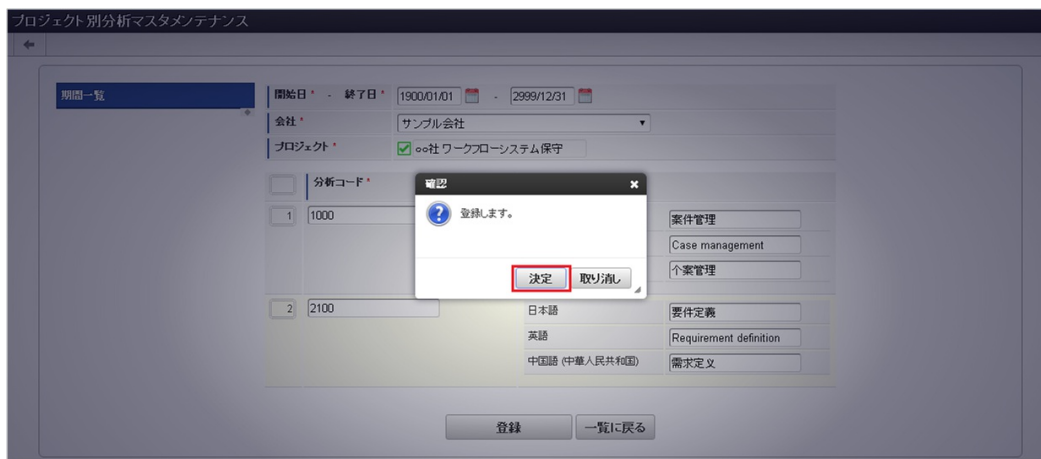 プロジェクト別分析マスタメンテナンス
期間一覧
開始日* - 終了日* 1900/01/01 - 2999/12/31
会社* サンプル会社
プロジェクト* ○○社 ワークフローシステム保守
分析コード*
確認
登録します。
決定 取り消し
1 1000
案件管理
Case management
个案管理
2 2100 日本語 要件定義
英語 Requirement definition
中国語 (中華人民共和国) 需求定义
登録 一覧に戻る